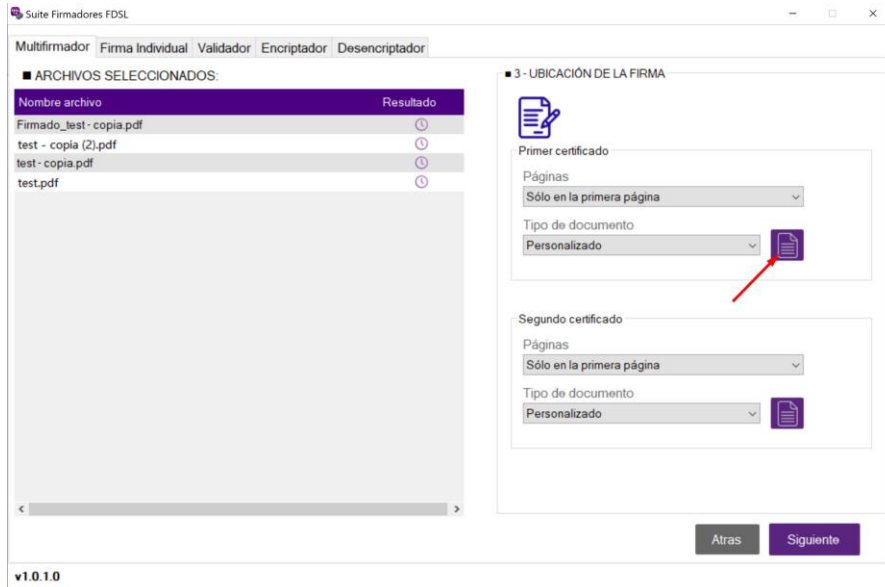 Suite Firmadores FDSL
Multifirmador Firma Individual Validador Encriptador Desencriptador
ARCHIVOS SELECCIONADOS:
Nombre archivo Resultado
Firmado_test - copia.pdf
test - copia (2).pdf
test - copia.pdf
test.pdf
3 - UBICACIÓN DE LA FIRMA
Primer certificado
Páginas
Sólo en la primera página
Tipo de documento
Personalizado
Segundo certificado
Páginas
Sólo en la primera página
Tipo de documento
Personalizado
Atras Siguiente
v1.0.1.0